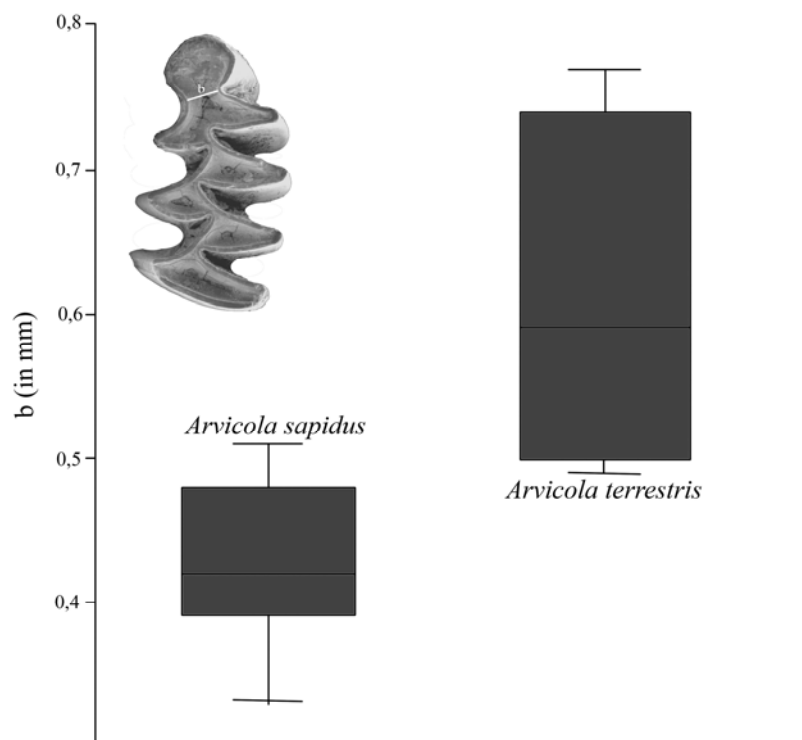 0,8
b
0,7
0,6
b (in mm)
Arvicola sapidus
0,5
Arvicola terrestris
0,4